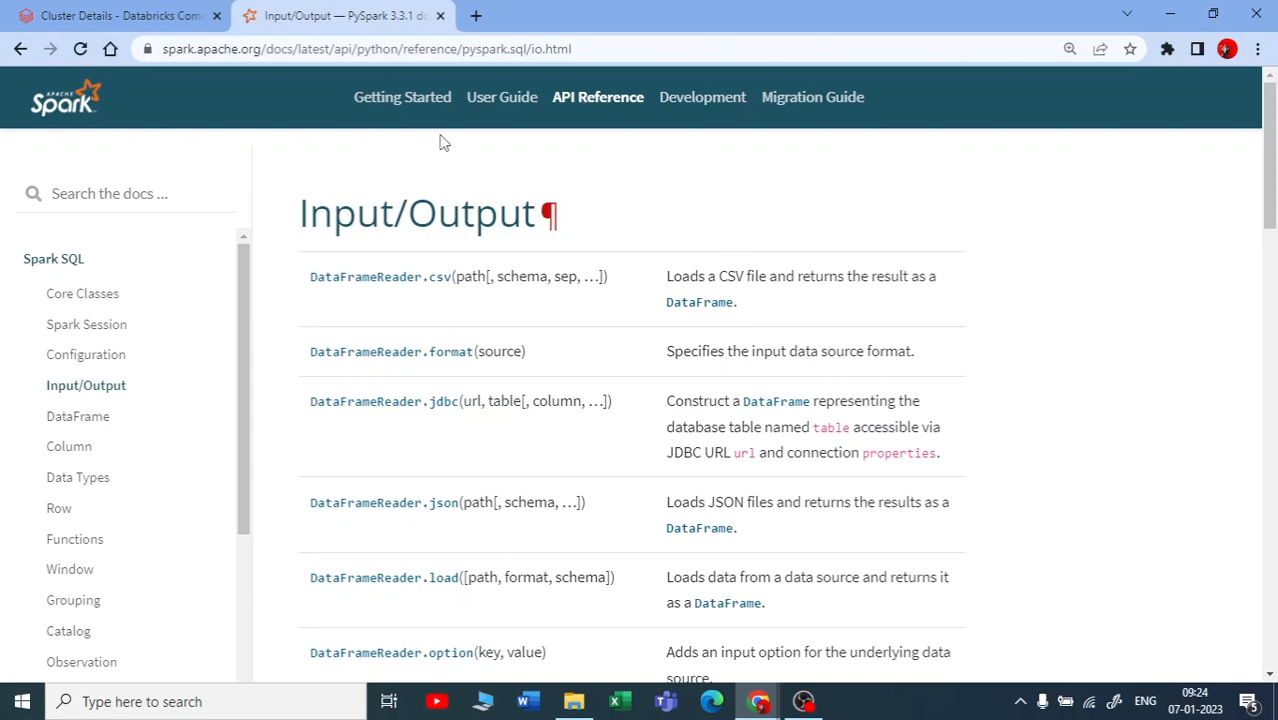 Cluster Details - Databricks Com
Input/Output — PySpark 3.3.1 do
spark.apache.org/docs/latest/api/python/reference/pyspark.sql/io.html
APACHE
Spark
Getting Started
User Guide
API Reference
Development
Migration Guide
Search the docs ...
Spark SQL
Core Classes
Spark Session
Configuration
Input/Output
DataFrame
Column
Data Types
Row
Functions
Window
Grouping
Catalog
Observation
Input/Output¶
DataFrameReader.csv(path[, schema, sep, …])
Loads a CSV file and returns the result as a
DataFrame.
DataFrameReader.format(source)
Specifies the input data source format.
DataFrameReader.jdbc(url, table[, column, …])
Construct a DataFrame representing the
database table named table accessible via
JDBC URL url and connection properties.
DataFrameReader.json(path[, schema, …])
Loads JSON files and returns the results as a
DataFrame.
DataFrameReader.load([path, format, schema])
Loads data from a data source and returns it
as a DataFrame.
DataFrameReader.option(key, value)
Adds an input option for the underlying data
source.
Type here to search
ENG
09:24
07-01-2023
5